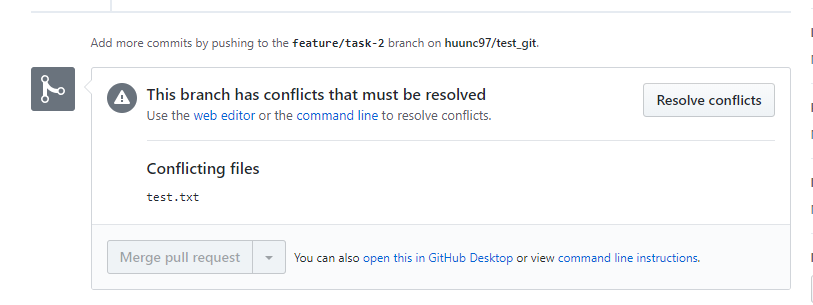 Add more commits by pushing to the feature/task-2 branch on huunc97/test_git.
This branch has conflicts that must be resolved
Resolve conflicts
Use the web editor or the command line to resolve conflicts.
Conflicting files
test.txt
Merge pull request
You can also open this in GitHub Desktop or view command line instructions.